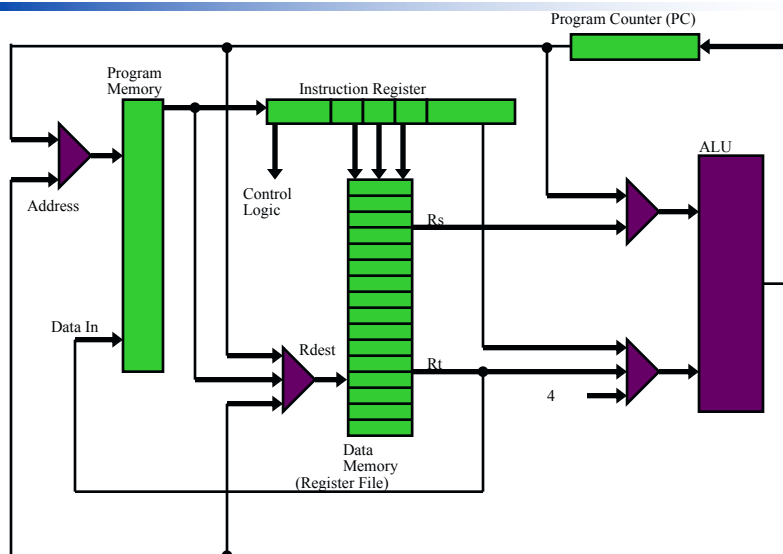 Program Counter (PC)
Program
Memory
Instruction Register
ALU
Control
Logic
Address
Rs
Data In
Rdest
Rt
4
Data
Memory
(Register File)